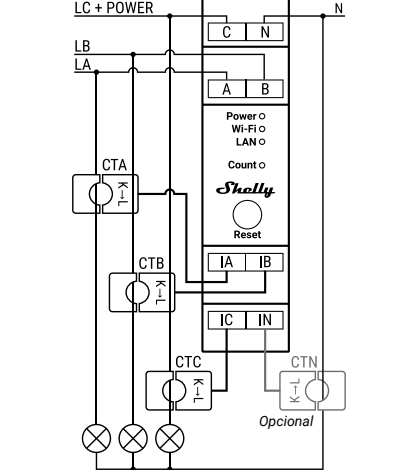 LC + POWER
N
C N
LB
LA
A B
Power
Wi-Fi
LAN
CTA
Count
K→L
Shelly
Reset
CTB
IA IB
K→L
IC IN
CTC
CTN
K→L
K→L
Opcional